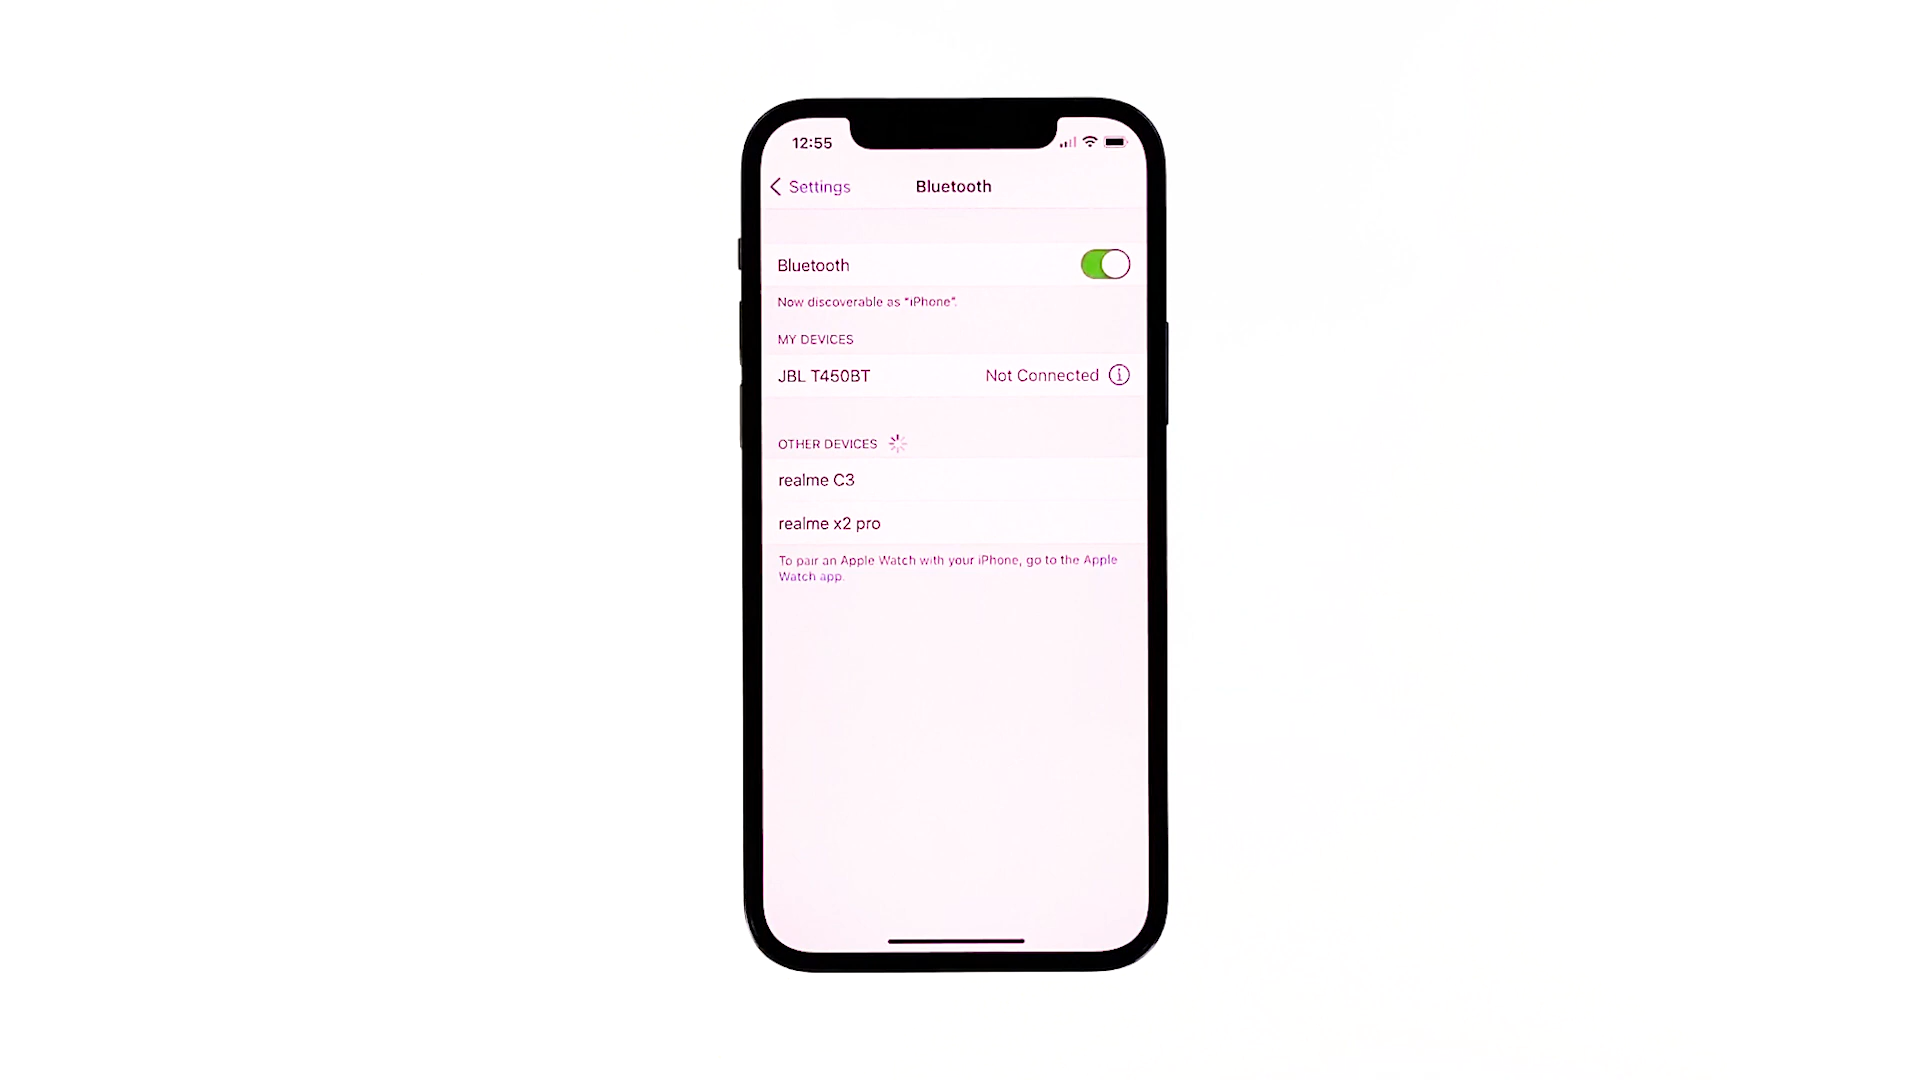 12:55
Settings
Bluetooth
Bluetooth
Now discoverable as “iPhone”.
MY DEVICES
JBL T450BT Not Connected
OTHER DEVICES
realme C3
realme x2 pro
To pair an Apple Watch with your iPhone, go to the Apple
Watch app.